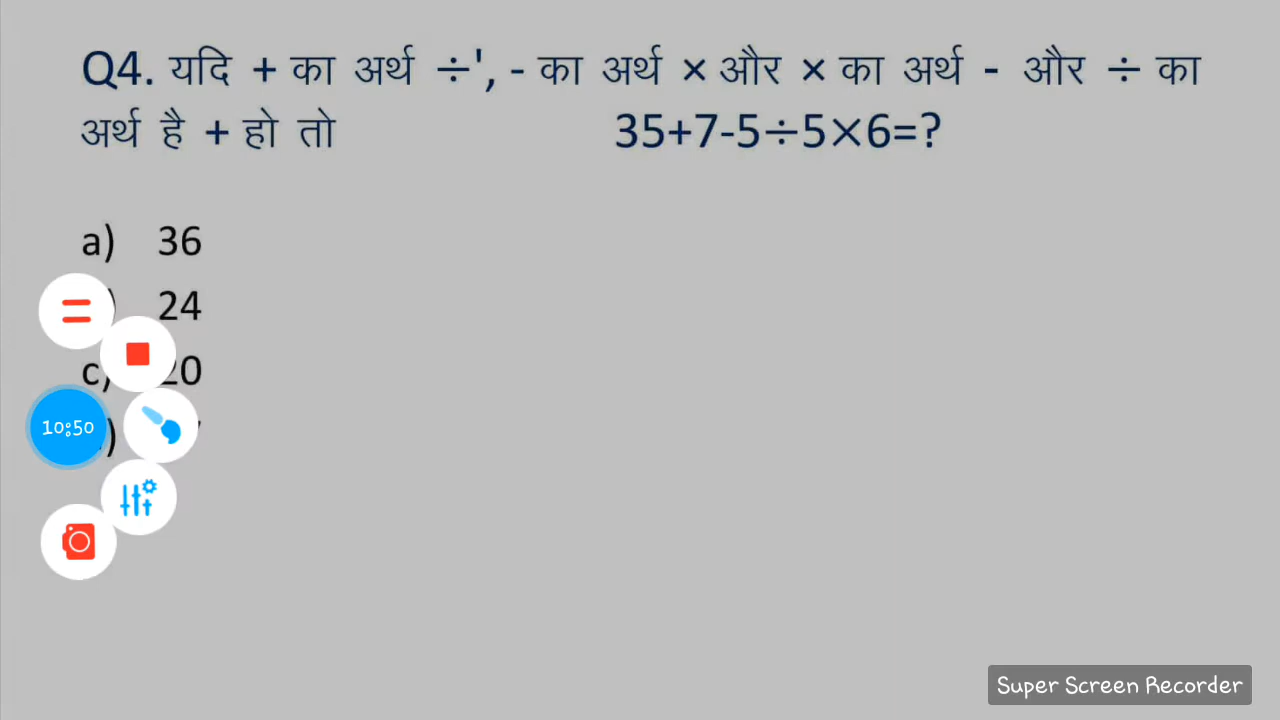 Q4. यदि + का अर्थ ÷', - का अर्थ × और × का अर्थ - और ÷ का
अर्थ है + हो तो 35+7-5÷5×6=?
a) 36
24
c) 20
10:50
Super Screen Recorder